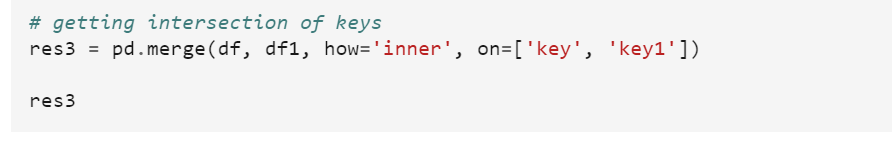 # getting intersection of keys
res3 = pd.merge(df, df1, how='inner', on=['key', 'key1'])
res3